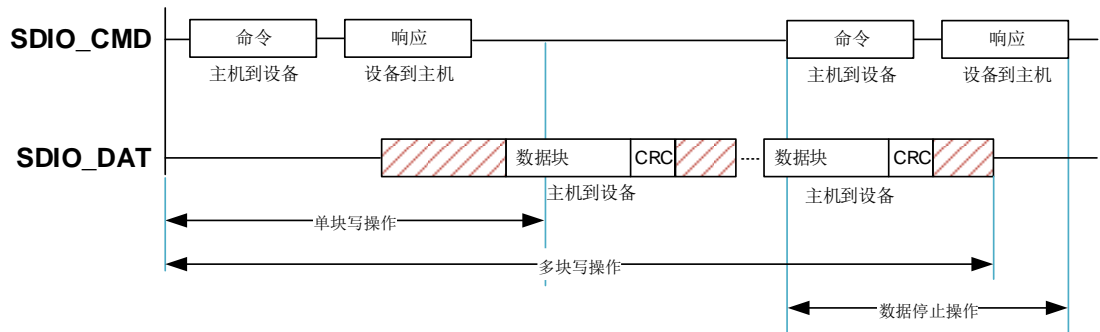 SDIO_CMD 命令 响应 命令 响应
主机到设备 设备到主机 主机到设备 设备到主机
SDIO_DAT 数据块 CRC 数据块 CRC
主机到设备 主机到设备
单块写操作
多块写操作
数据停止操作